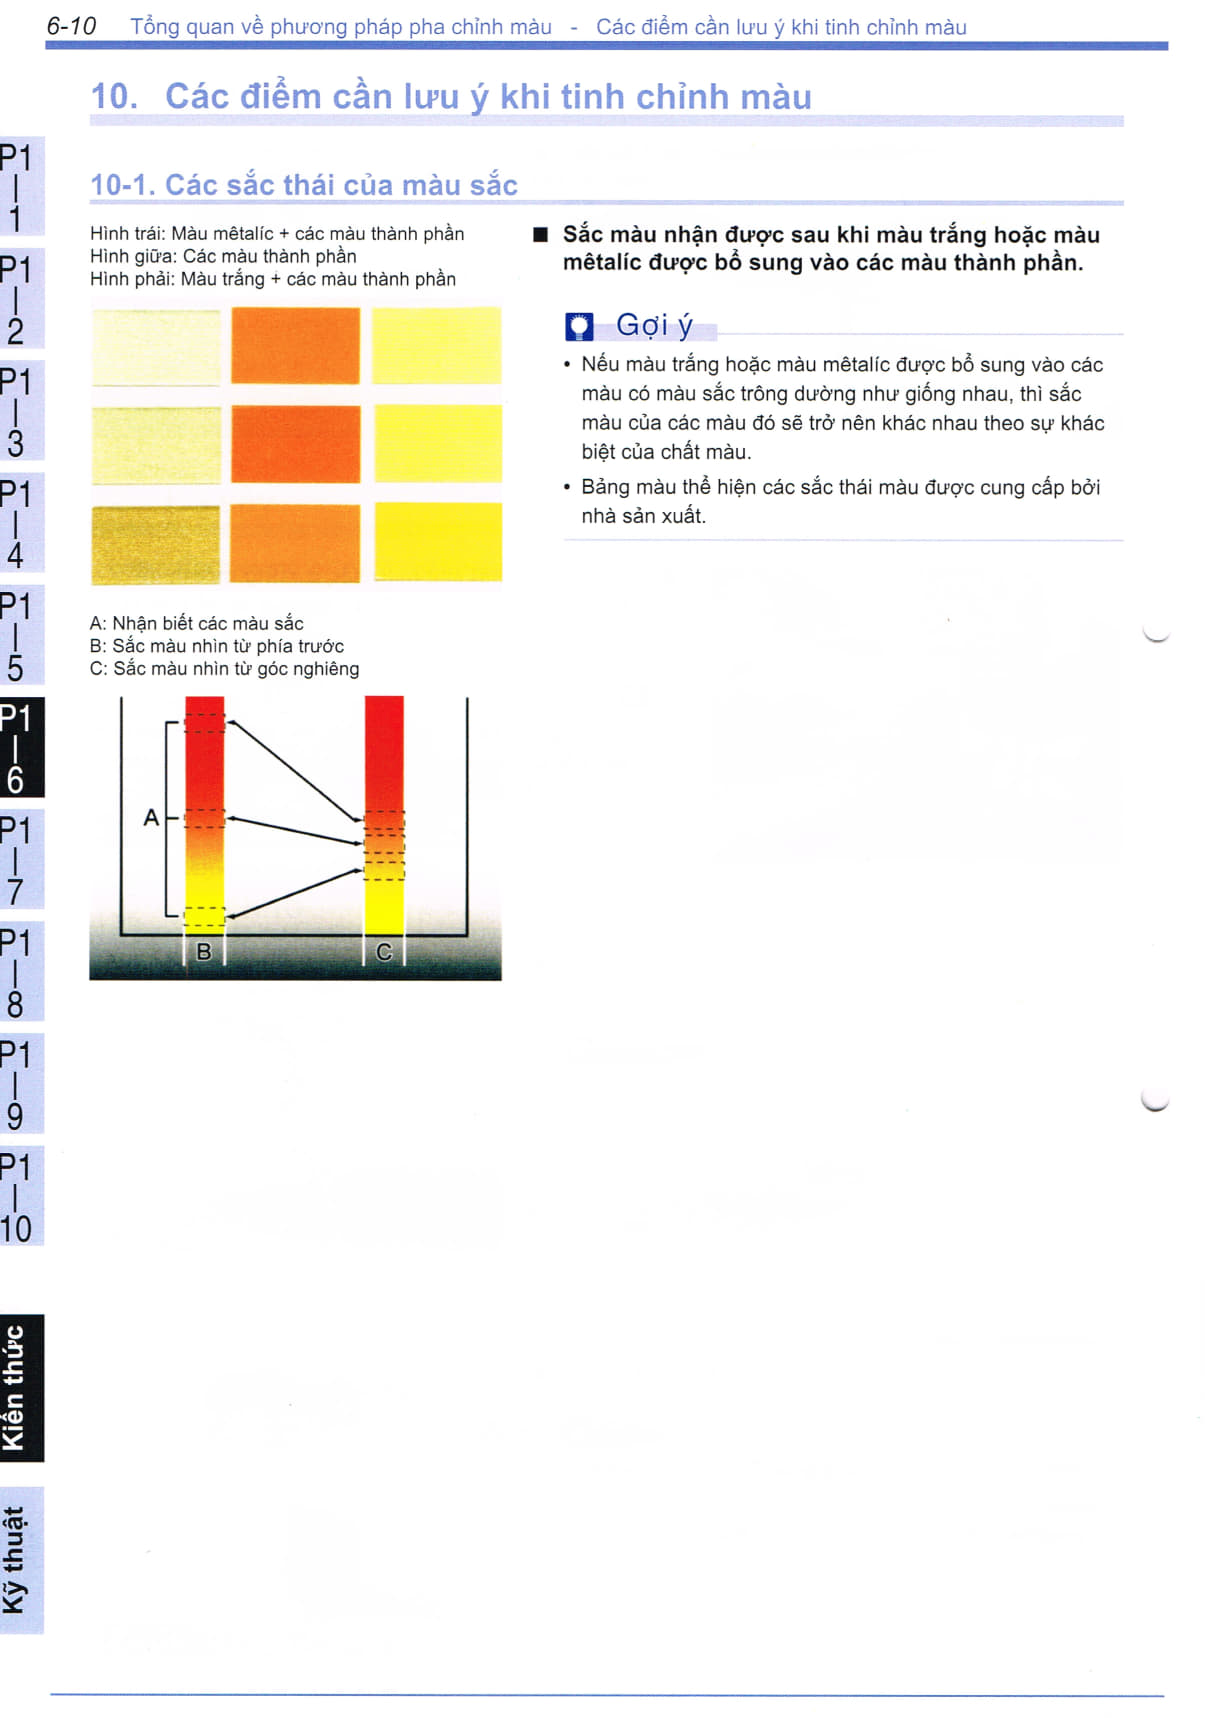 6-10 Tổng quan về phương pháp pha chỉnh màu - Các điểm cần lưu ý khi tinh chỉnh màu
10. Các điểm cần lưu ý khi tinh chỉnh màu
10-1. Các sắc thái của màu sắc
Hình trái: Màu mêtalíc + các màu thành phần
Hình giữa: Các màu thành phần
Hình phải: Màu trắng + các màu thành phần
A: Nhận biết các màu sắc
B: Sắc màu nhìn từ phía trước
C: Sắc màu nhìn từ góc nghiêng
A
B
C
■ Sắc màu nhận được sau khi màu trắng hoặc màu
mêtalíc được bổ sung vào các màu thành phần.
Gợi ý
• Nếu màu trắng hoặc màu mêtalíc được bổ sung vào các
màu có màu sắc trông dường như giống nhau, thì sắc
màu của các màu đó sẽ trở nên khác nhau theo sự khác
biệt của chất màu.
• Bảng màu thể hiện các sắc thái màu được cung cấp bởi
nhà sản xuất.
P1
|
1
P1
|
2
P1
|
3
P1
|
4
P1
|
5
P1
|
6
P1
|
7
P1
|
8
P1
|
9
P1
|
10
Kiến thức
Kỹ thuật